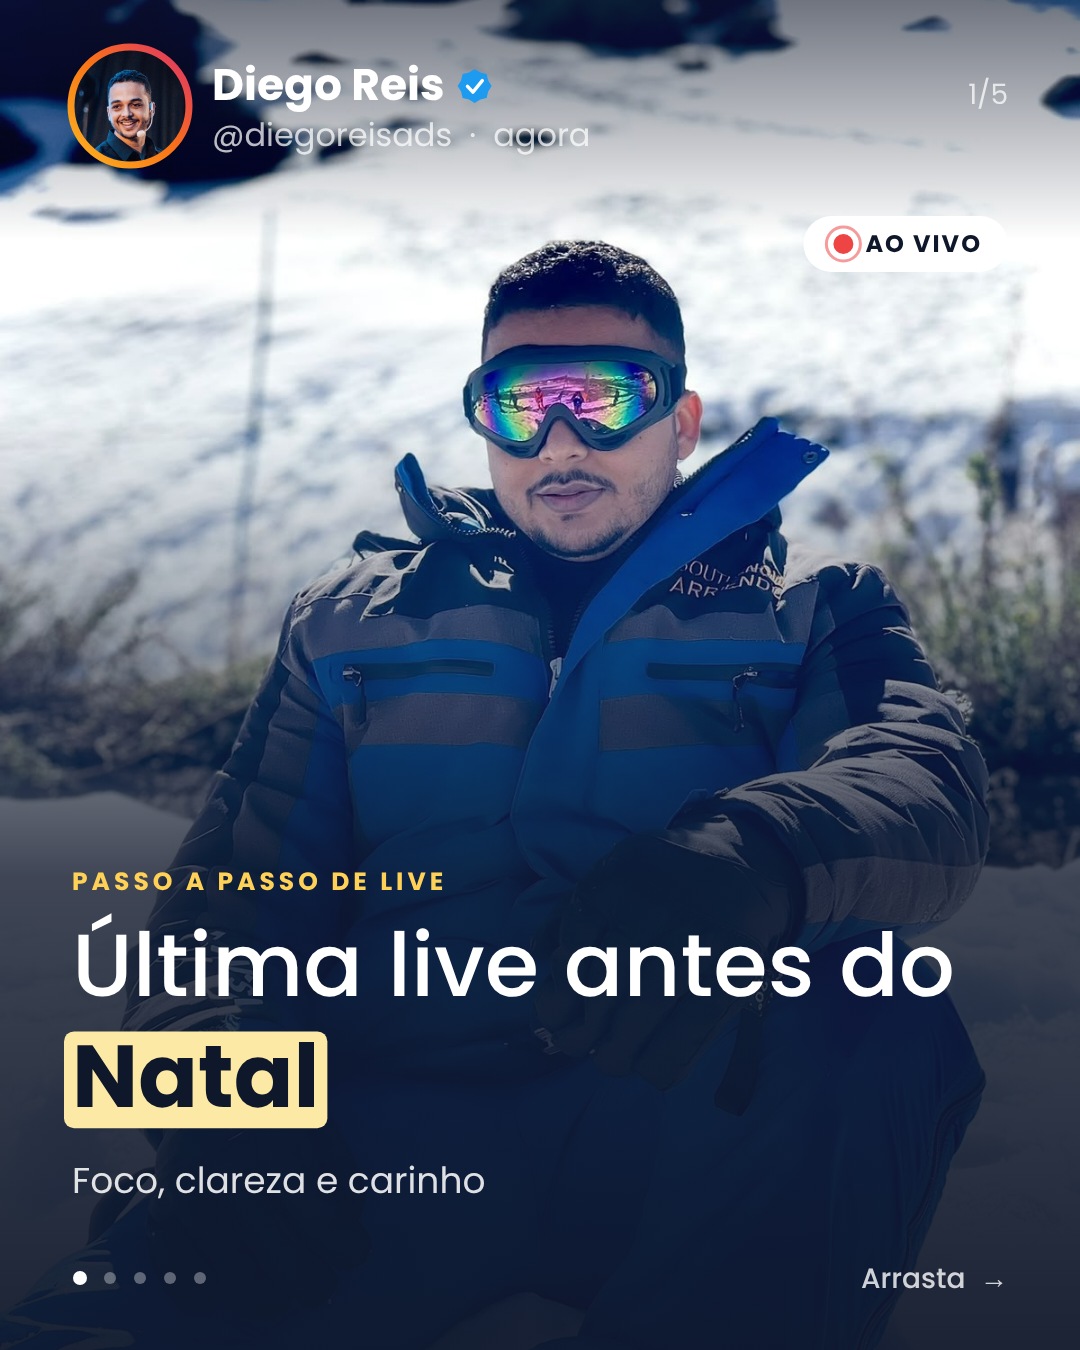 Diego Reis
@diegoreisads · agora
1/5
AO VIVO
PASSO A PASSO DE LIVE
Última live antes do
Natal
Foco, clareza e carinho
Arrasta →